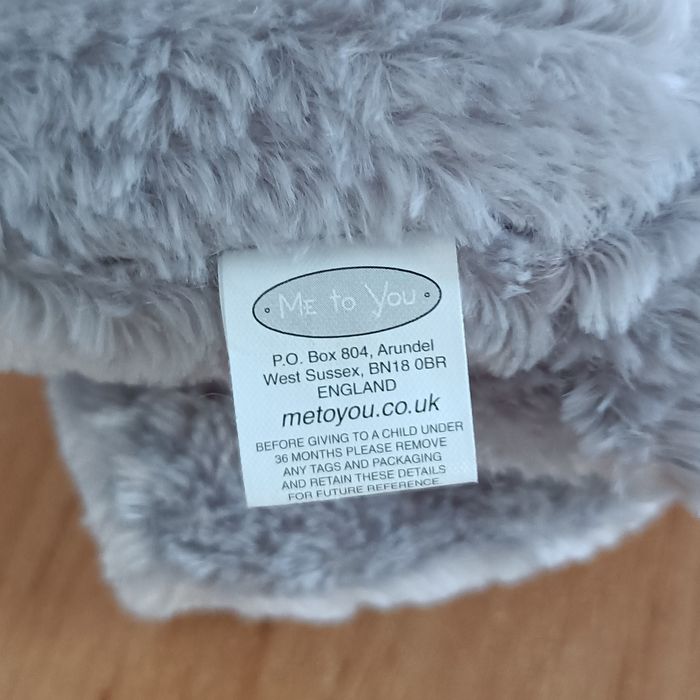 Me to You
P.O. Box 804, Arundel
West Sussex, BN18 0BR
ENGLAND
metoyou.co.uk
BEFORE GIVING TO A CHILD UNDER
36 MONTHS PLEASE REMOVE
ANY TAGS AND PACKAGING
AND RETAIN THESE DETAILS
FOR FUTURE REFERENCE.